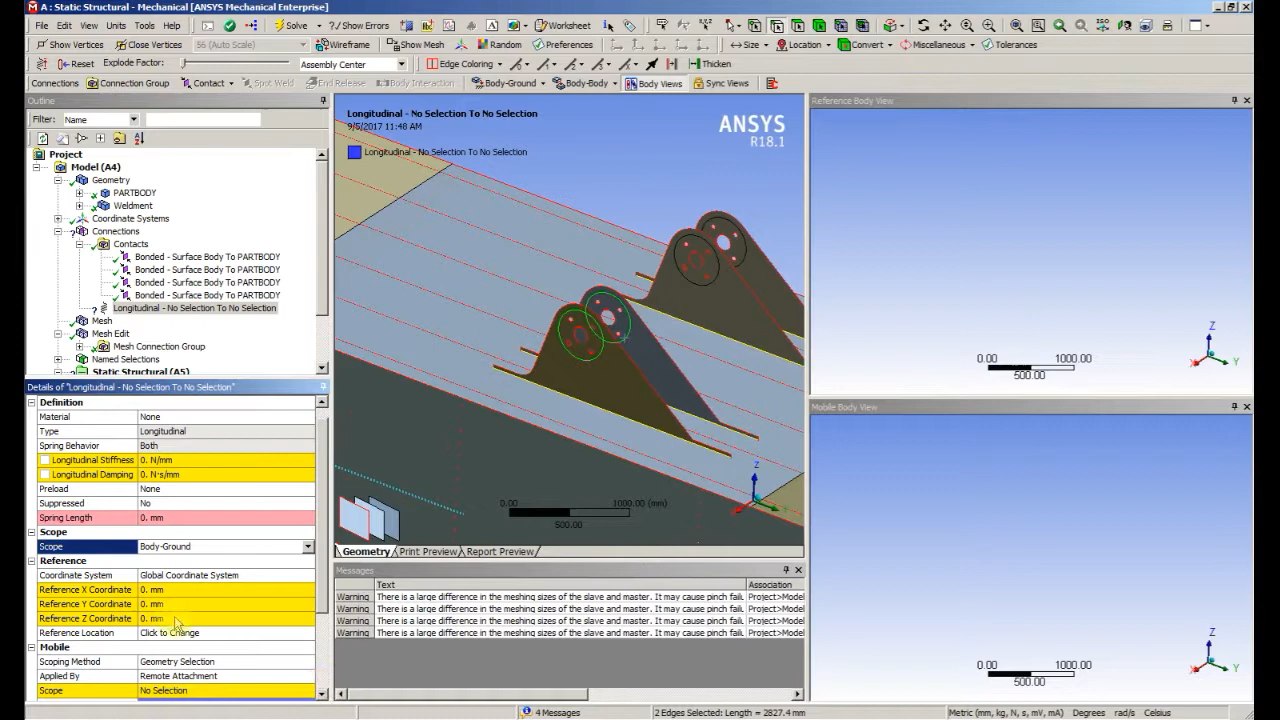 A : Static Structural - Mechanical [ANSYS Mechanical Enterprise]
File Edit View Units Tools Help Solve ?/Show Errors Worksheet
Show Vertices Close Vertices 56 (Auto Scale) Wireframe Show Mesh Random Preferences Size Location Convert Miscellaneous Tolerances
Reset Explode Factor: Assembly Center Edge Coloring Thicken
Connections Connection Group Contact Spot Weld End Release Body Interaction Body-Ground Body-Body Body Views Sync Views
Outline
Filter: Name
Project
Model (A4)
Geometry
PARTBODY
Weldment
Coordinate Systems
Connections
Contacts
Bonded - Surface Body To PARTBODY
Bonded - Surface Body To PARTBODY
Bonded - Surface Body To PARTBODY
Bonded - Surface Body To PARTBODY
Longitudinal - No Selection To No Selection
Mesh
Mesh Edit
Mesh Connection Group
Named Selections
Static Structural (A5)
Details of "Longitudinal - No Selection To No Selection"
Definition
Material None
Type Longitudinal
Spring Behavior Both
Longitudinal Stiffness 0. N/mm
Longitudinal Damping 0. N·s/mm
Preload None
Suppressed No
Spring Length 0. mm
Scope
Scope Body-Ground
Reference
Coordinate System Global Coordinate System
Reference X Coordinate 0. mm
Reference Y Coordinate 0. mm
Reference Z Coordinate 0. mm
Reference Location Click to Change
Mobile
Scoping Method Geometry Selection
Applied By Remote Attachment
Scope No Selection
Longitudinal - No Selection To No Selection
9/5/2017 11:48 AM
Longitudinal - No Selection To No Selection
ANSYS
R18.1
0.00 1000.00 (mm)
500.00
Z
X Y
Geometry Print Preview Report Preview
Messages
Text Association
Warning There is a large difference in the meshing sizes of the slave and master. It may cause pinch fail. Project>Model
Warning There is a large difference in the meshing sizes of the slave and master. It may cause pinch fail. Project>Model
Warning There is a large difference in the meshing sizes of the slave and master. It may cause pinch fail. Project>Model
Warning There is a large difference in the meshing sizes of the slave and master. It may cause pinch fail. Project>Model
Reference Body View
0.00 1000.00
500.00
Z
X Y
Mobile Body View
0.00 1000.00
500.00
Z
X Y
4 Messages 2 Edges Selected: Length = 2827.4 mm Metric (mm, kg, N, s, mV, mA) Degrees rad/s Celsius